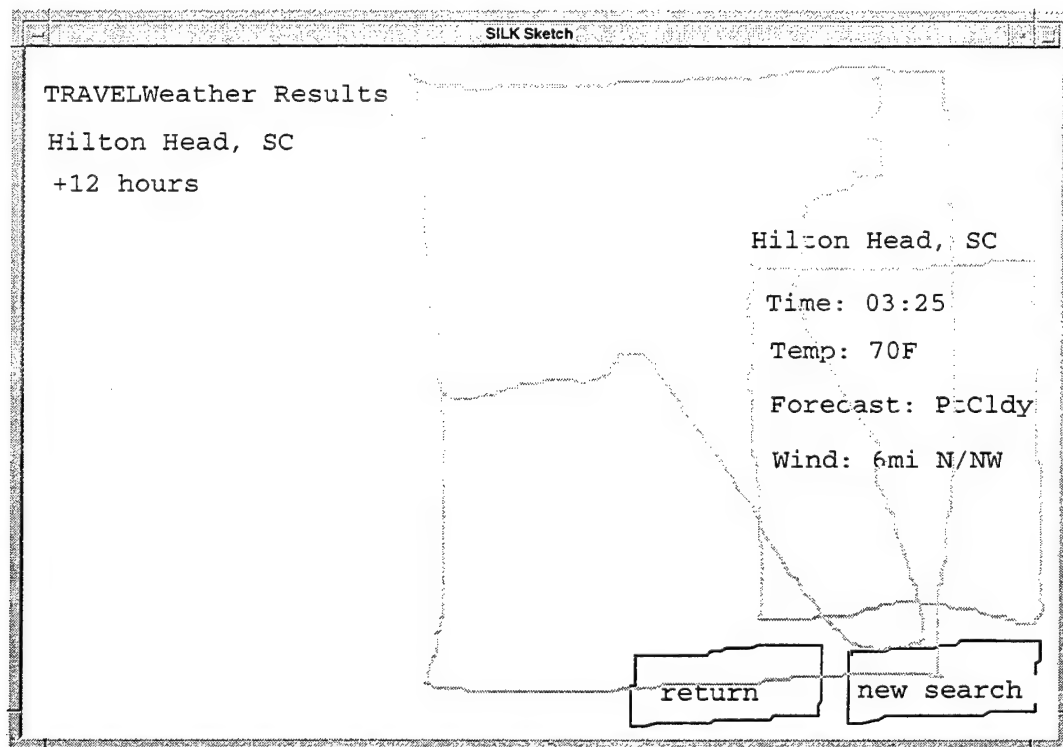 SILK Sketch
TRAVELWeather Results
Hilton Head, SC
+12 hours
Hilton Head, SC
Time: 03:25
Temp: 70F
Forecast: PtCldy
Wind: 6mi N/NW
return
new search